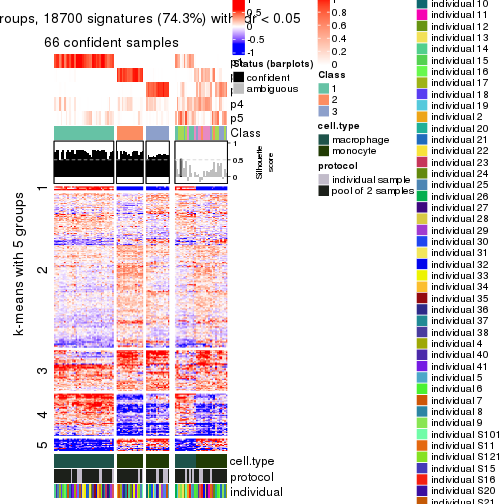 roups, 18700 signatures (74.3%) with fdr < 0.05
66 confident samples
p4
p5
Class
1
0.5
0
Silhouette
score
k-means with 5 groups
1
2
3
4
5
cell.type
protocol
individual
0.5
0
-0.5
-1
Status (barplots)
confident
ambiguous
0.8
0.6
0.4
0.2
0
Class
1
2
3
cell.type
macrophage
monocyte
protocol
individual sample
pool of 2 samples
individual 10
individual 11
individual 12
individual 13
individual 14
individual 15
individual 16
individual 17
individual 18
individual 19
individual 2
individual 20
individual 21
individual 22
individual 23
individual 24
individual 25
individual 26
individual 27
individual 28
individual 29
individual 30
individual 31
individual 32
individual 33
individual 34
individual 35
individual 36
individual 37
individual 38
individual 4
individual 40
individual 41
individual 5
individual 6
individual 7
individual 8
individual 9
individual S101
individual S11
individual S121
individual S15
individual S16
individual S20
individual S21